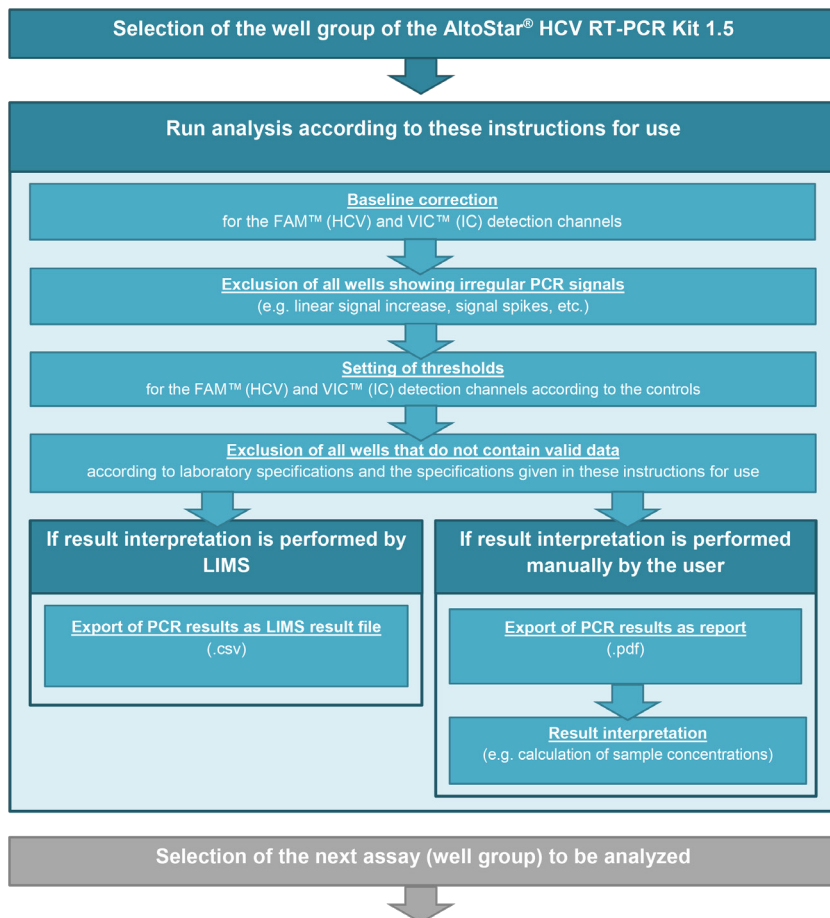 Selection of the well group of the AltoStar® HCV RT-PCR Kit 1.5
Run analysis according to these instructions for use
Baseline correction
for the FAM™ (HCV) and VIC™ (IC) detection channels
Exclusion of all wells showing irregular PCR signals
(e.g. linear signal increase, signal spikes, etc.)
Setting of thresholds
for the FAM™ (HCV) and VIC™ (IC) detection channels according to the controls
Exclusion of all wells that do not contain valid data
according to laboratory specifications and the specifications given in these instructions for use
If result interpretation is performed by
LIMS
Export of PCR results as LIMS result file
(.csv)
If result interpretation is performed
manually by the user
Export of PCR results as report
(.pdf)
Result interpretation
(e.g. calculation of sample concentrations)
Selection of the next assay (well group) to be analyzed